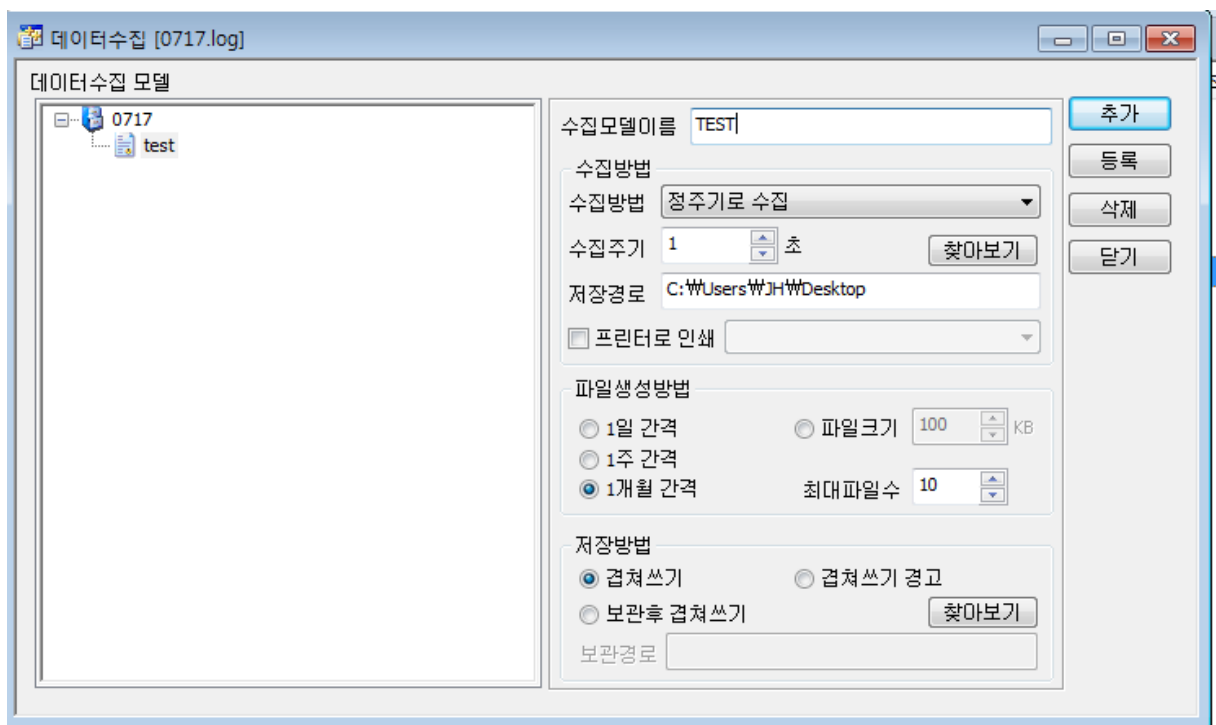 데이터수집 [0717.log]
데이터수집 모델
0717
test
수집모델이름 TEST
추가
등록
삭제
닫기
수집방법
수집방법 정주기로 수집
수집주기 1 초 찾아보기
저장경로 C:₩Users₩JH₩Desktop
프린터로 인쇄
파일생성방법
1일 간격 파일크기 100 KB
1주 간격
1개월 간격 최대파일수 10
저장방법
겹쳐쓰기 겹쳐쓰기 경고
보관후 겹쳐쓰기 찾아보기
보관경로